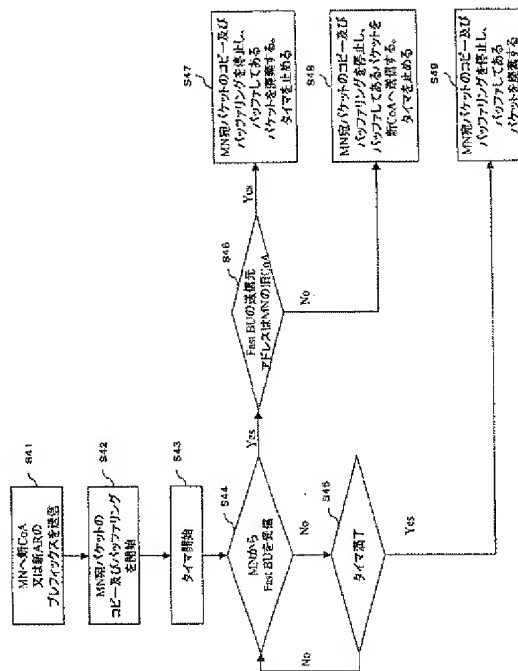 S41
MNへ新CoA
又は新ARの
プレフィックスを送信
S42
MN宛パケットの
コピー及びバッファリング
を開始
S43
タイマ開始
S44
MNから
Fast BUを受信
Yes
No
S45
タイマ満了
No
Yes
S46
Fast BUの送信元
アドレスはMNの旧CoA
Yes
No
S47
MN宛パケットのコピー及び
バッファリングを停止し、
バッファしてある
パケットを廃棄する。
タイマを止める
S48
MN宛パケットのコピー及び
バッファリングを停止し、
バッファしてあるパケットを
新CoAへ送信する。
タイマを止める
S49
MN宛パケットのコピー及び
バッファリングを停止し、
バッファしてある
パケットを廃棄する